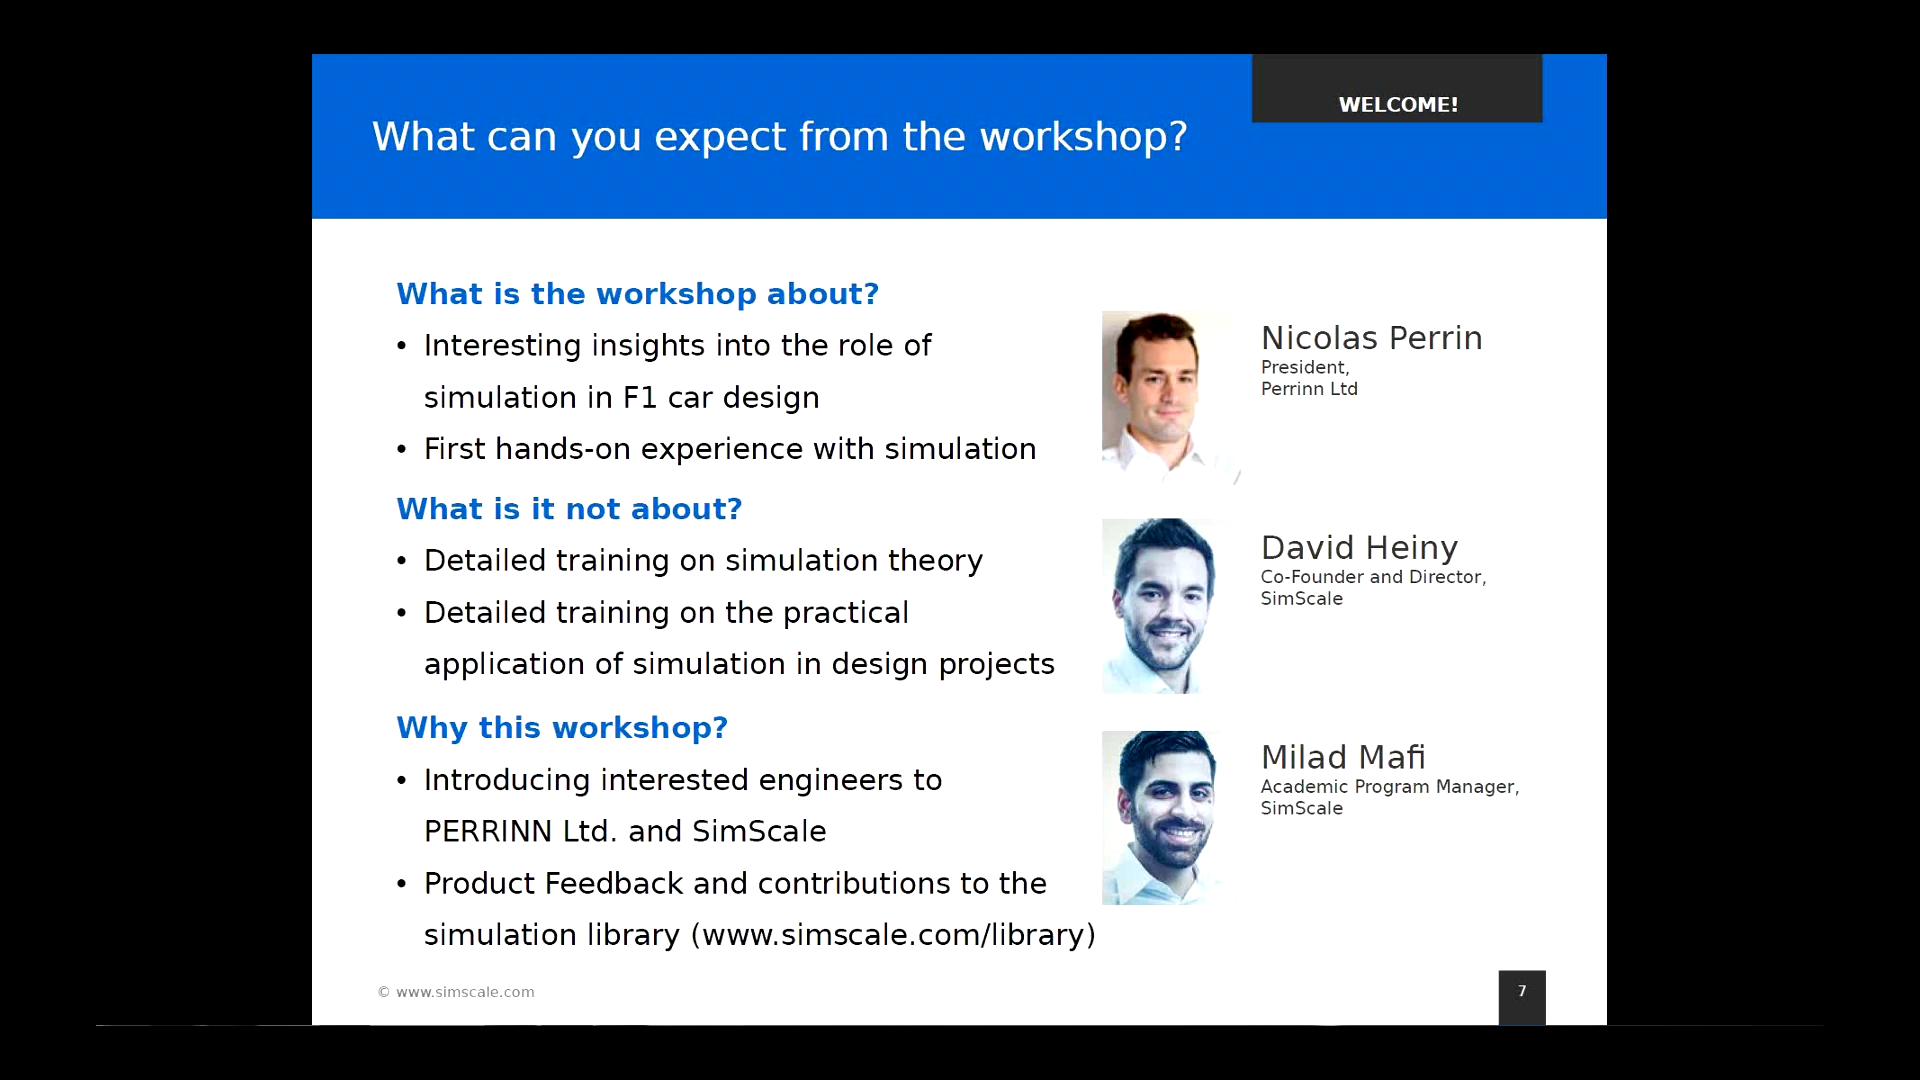 WELCOME!
What can you expect from the workshop?
What is the workshop about?
• Interesting insights into the role of
simulation in F1 car design
• First hands-on experience with simulation
What is it not about?
• Detailed training on simulation theory
• Detailed training on the practical
application of simulation in design projects
Why this workshop?
• Introducing interested engineers to
PERRINN Ltd. and SimScale
• Product Feedback and contributions to the
simulation library (www.simscale.com/library)
Nicolas Perrin
President,
Perrinn Ltd
David Heiny
Co-Founder and Director,
SimScale
Milad Mafi
Academic Program Manager,
SimScale
© www.simscale.com
7